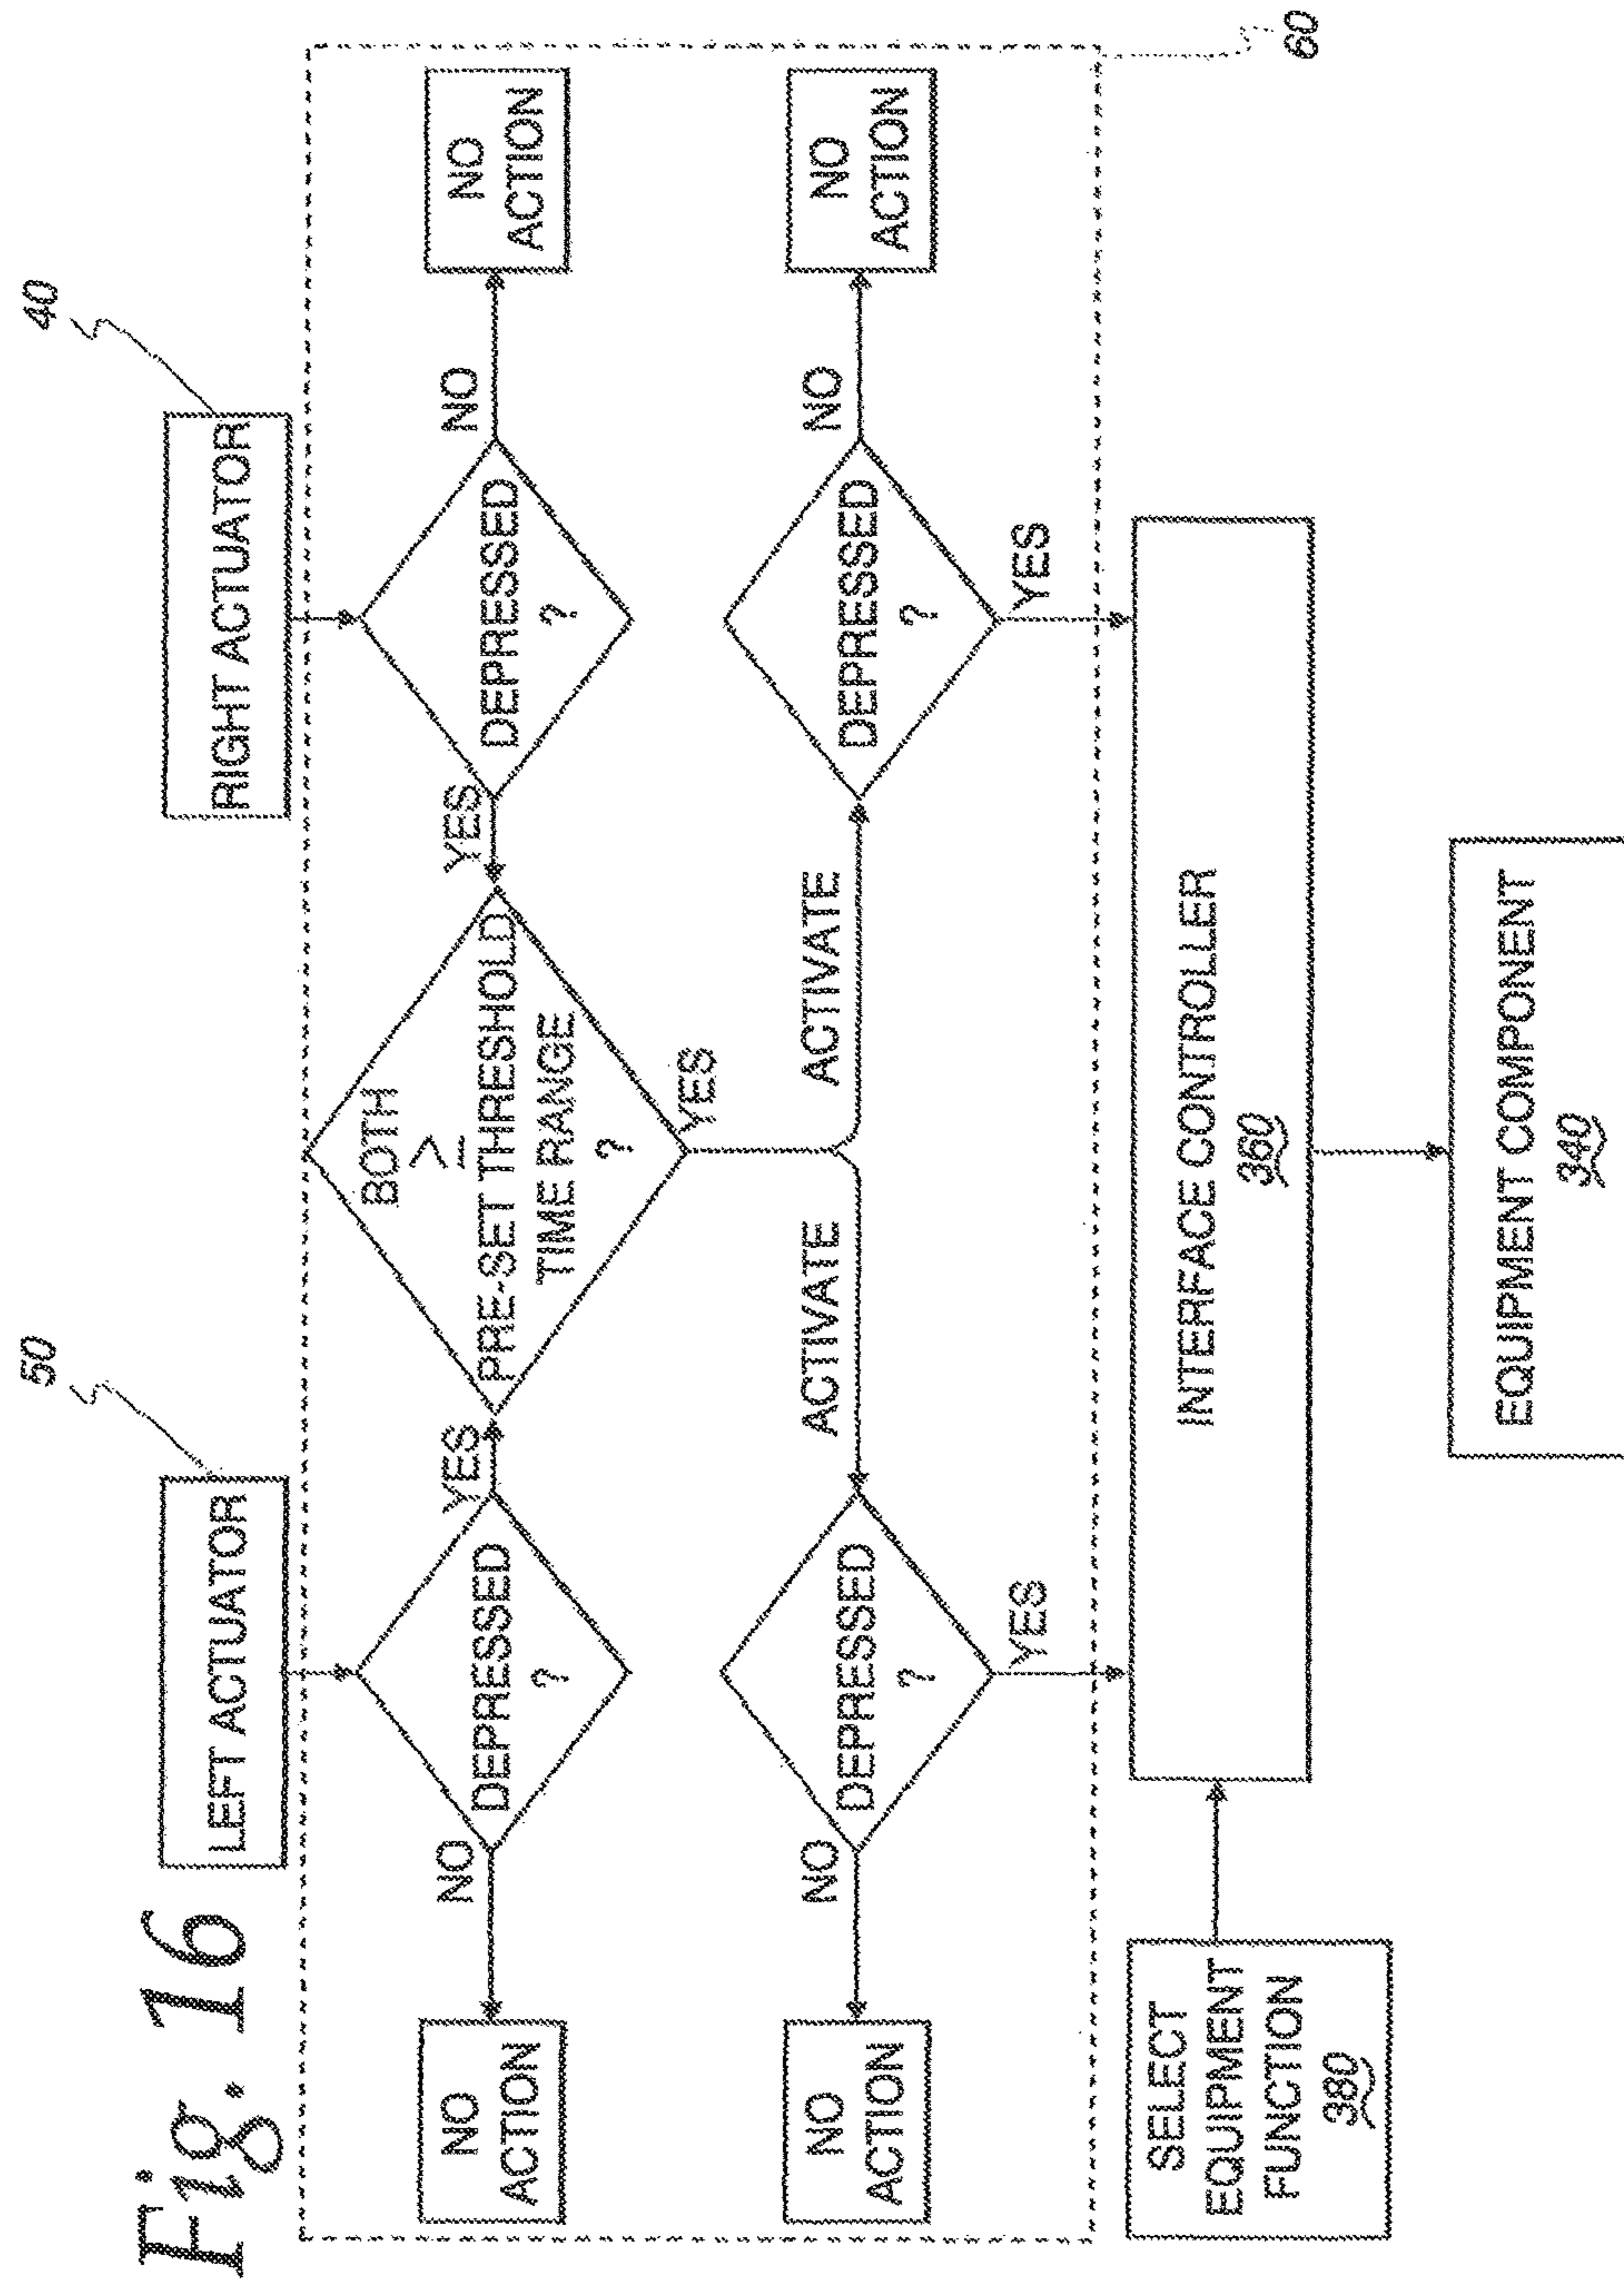 Fig. 16
50
40
LEFT ACTUATOR
RIGHT ACTUATOR
60
NO
ACTION
NO
DEPRESSED
?
YES
BOTH
≥
PRE-SET THRESHOLD
TIME RANGE
?
YES
YES
DEPRESSED
?
NO
NO
ACTION
NO
ACTION
NO
DEPRESSED
?
YES
ACTIVATE
ACTIVATE
DEPRESSED
?
YES
NO
NO
ACTION
SELECT
EQUIPMENT
FUNCTION
380
INTERFACE CONTROLLER
360
EQUIPMENT COMPONENT
340